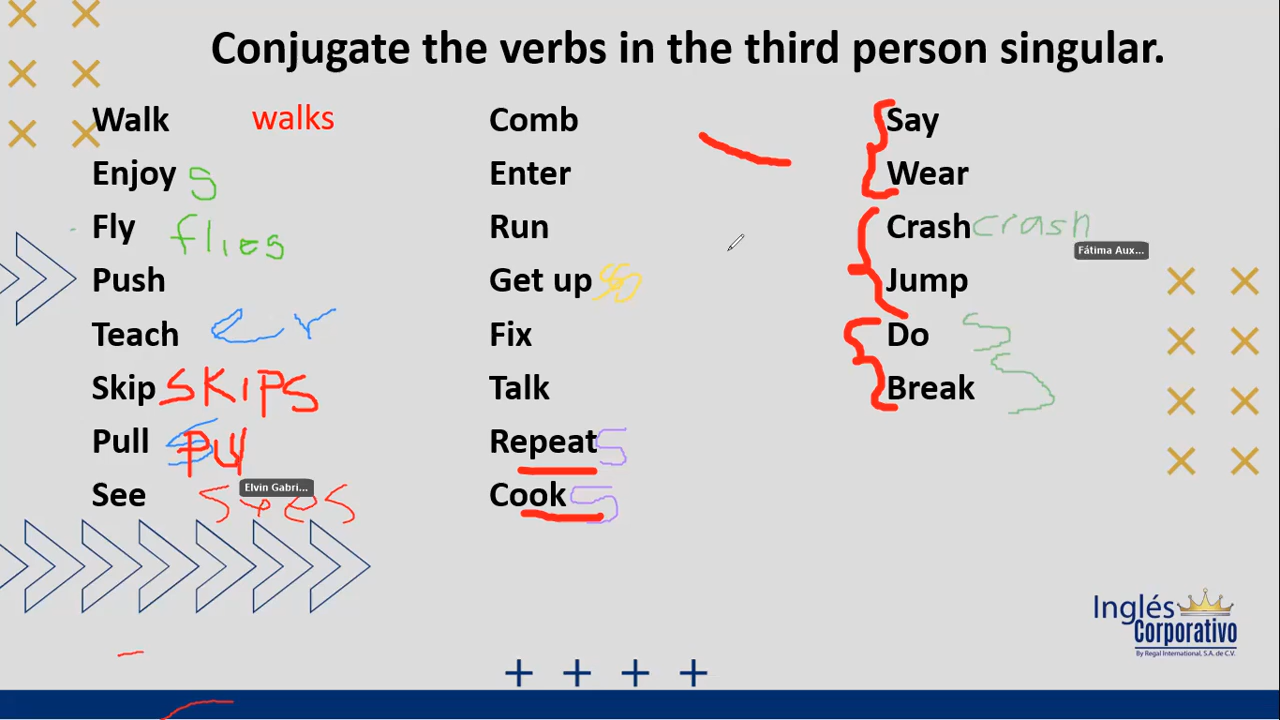 Conjugate the verbs in the third person singular.
Walk walks
Enjoy s
Fly flies
Push
Teach er
Skip SKIPS
Pull
See sees
Elvin Gabri...
Comb
Enter
Run
Get up
Fix
Talk
Repeat s
Cook s
Say
Wear
Crash crash
Fátima Aux...
Jump
Do s
Break s
Inglés
Corporativo
By Regal International, S.A. de C.V.